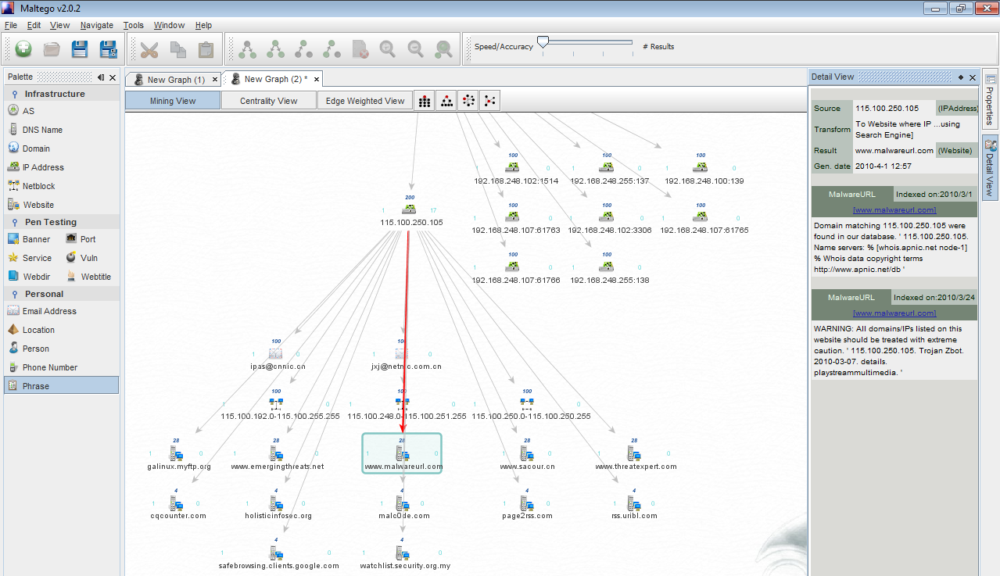 Maltego v2.0.2
File Edit View Navigate Tools Window Help
Speed/Accuracy # Results
Palette
Infrastructure
AS
DNS Name
Domain
IP Address
Netblock
Website
Pen Testing
Banner Port
Service Vuln
Webdir Webtitle
Personal
Email Address
Location
Person
Phone Number
Phrase
New Graph (1) New Graph (2) *
Mining View Centrality View Edge Weighted View
100 100 100
1 0 1 0 1 0
192.168.248.102:1514 192.168.248.255:137 192.168.248.100:139
200
1 17
115.100.250.105
100 100 100
1 0 1 0 1 0
192.168.248.107:61763 192.168.248.102:3306 192.168.248.107:61765
100 100
1 0 1 0
192.168.248.107:61766 192.168.248.255:138
100 100
1 0 1 0
ipas@cnnic.cn jxj@netnic.com.cn
100 100 100
1 0 1 0 1 0
115.100.192.0-115.100.255.255 115.100.248.0-115.100.251.255 115.100.250.0-115.100.250.255
28 28 28 28 28
1 0 1 0 1 0 1 0 1 0
galinux.myftp.org www.emergingthreats.net www.malwareurl.com www.sacour.cn www.threatexpert.com
4 4 4 4 4
1 0 1 0 1 0 1 0 1 0
cqcounter.com holisticinfosec.org malc0de.com page2rss.com rss.uribl.com
4 4
1 0 1 0
safebrowsing.clients.google.com watchlist.security.org.my
Detail View
Source 115.100.250.105 (IPAddress)
Transform To Website where IP ...using
Search Engine]
Result www.malwareurl.com (Website)
Gen. date 2010-4-1 12:57
MalwareURL Indexed on:2010/3/1
[www.malwareurl.com]
Domain matching 115.100.250.105 were
found in our database. ' 115.100.250.105.
Name servers: % [whois.apnic.net node-1]
% Whois data copyright terms
http://www.apnic.net/db '
MalwareURL Indexed on:2010/3/24
[www.malwareurl.com]
WARNING: All domains/IPs listed on this
website should be treated with extreme
caution. ' 115.100.250.105. Trojan Zbot.
2010-03-07. details.
playstreammultimedia. '
Properties
Detail View